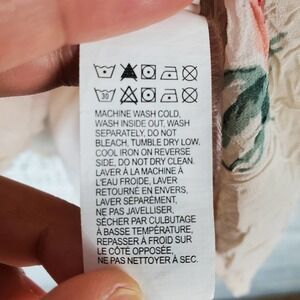 30
MACHINE WASH COLD,
WASH INSIDE OUT, WASH
SEPARATELY, DO NOT
BLEACH, TUMBLE DRY LOW.
COOL IRON ON REVERSE
SIDE, DO NOT DRY CLEAN.
LAVER À LA MACHINE À
L'EAU FROIDE, LAVER
RETOURNÉ EN ENVERS,
LAVER SÉPARÉMENT,
NE PAS JAVELLISER,
SÉCHER PAR CULBUTAGE
À BASSE TEMPÉRATURE,
REPASSER À FROID SUR
LE CÔTÉ OPPOSÉE,
NE PAS NETTOYER À SEC.